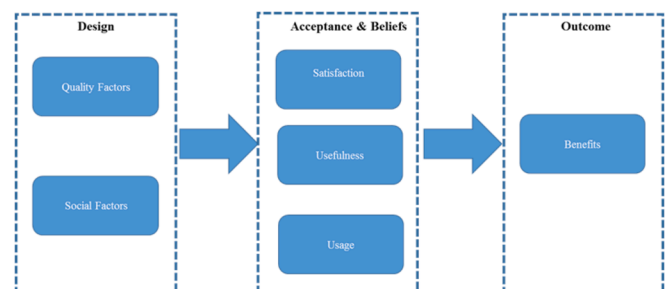 Design
Quality Factors
Social Factors
Acceptance & Beliefs
Satisfaction
Usefulness
Usage
Outcome
Benefits